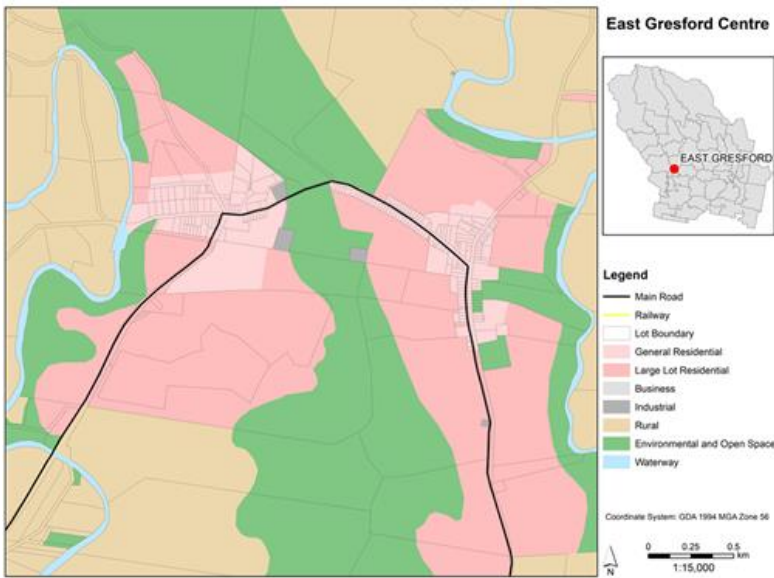 East Gresford Centre
EAST GRESFORD
Legend
Main Road
Railway
Lot Boundary
General Residential
Large Lot Residential
Business
Industrial
Rural
Environmental and Open Space
Waterway
Coordinate System: GDA 1994 MGA Zone 56
N
0 0.25 0.5
km
1:15,000